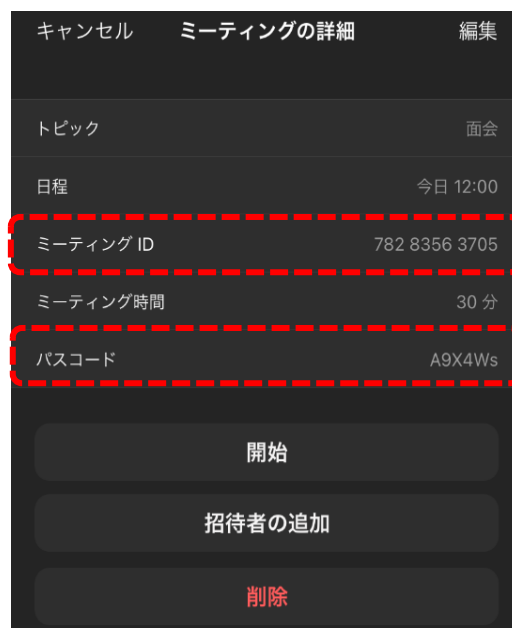 キャンセル ミーティングの詳細 編集
トピック 面会
日程 今日 12:00
ミーティング ID 782 8356 3705
ミーティング時間 30 分
パスコード A9X4Ws
開始
招待者の追加
削除